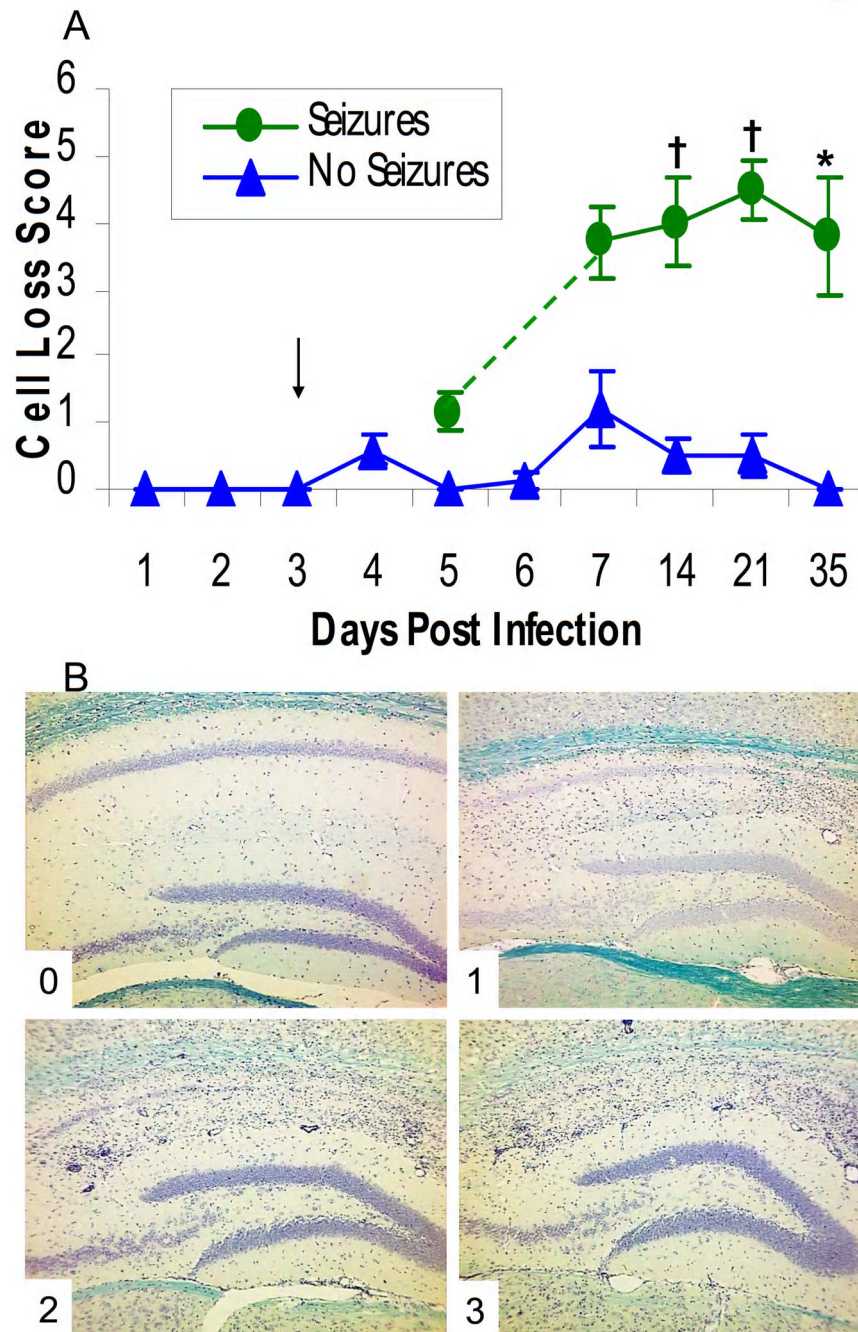 A
6
5
4
3
2
1
0
Cell Loss Score
Seizures
No Seizures
† † *
1 2 3 4 5 6 7 14 21 35
Days Post Infection
B
0
1
2
3